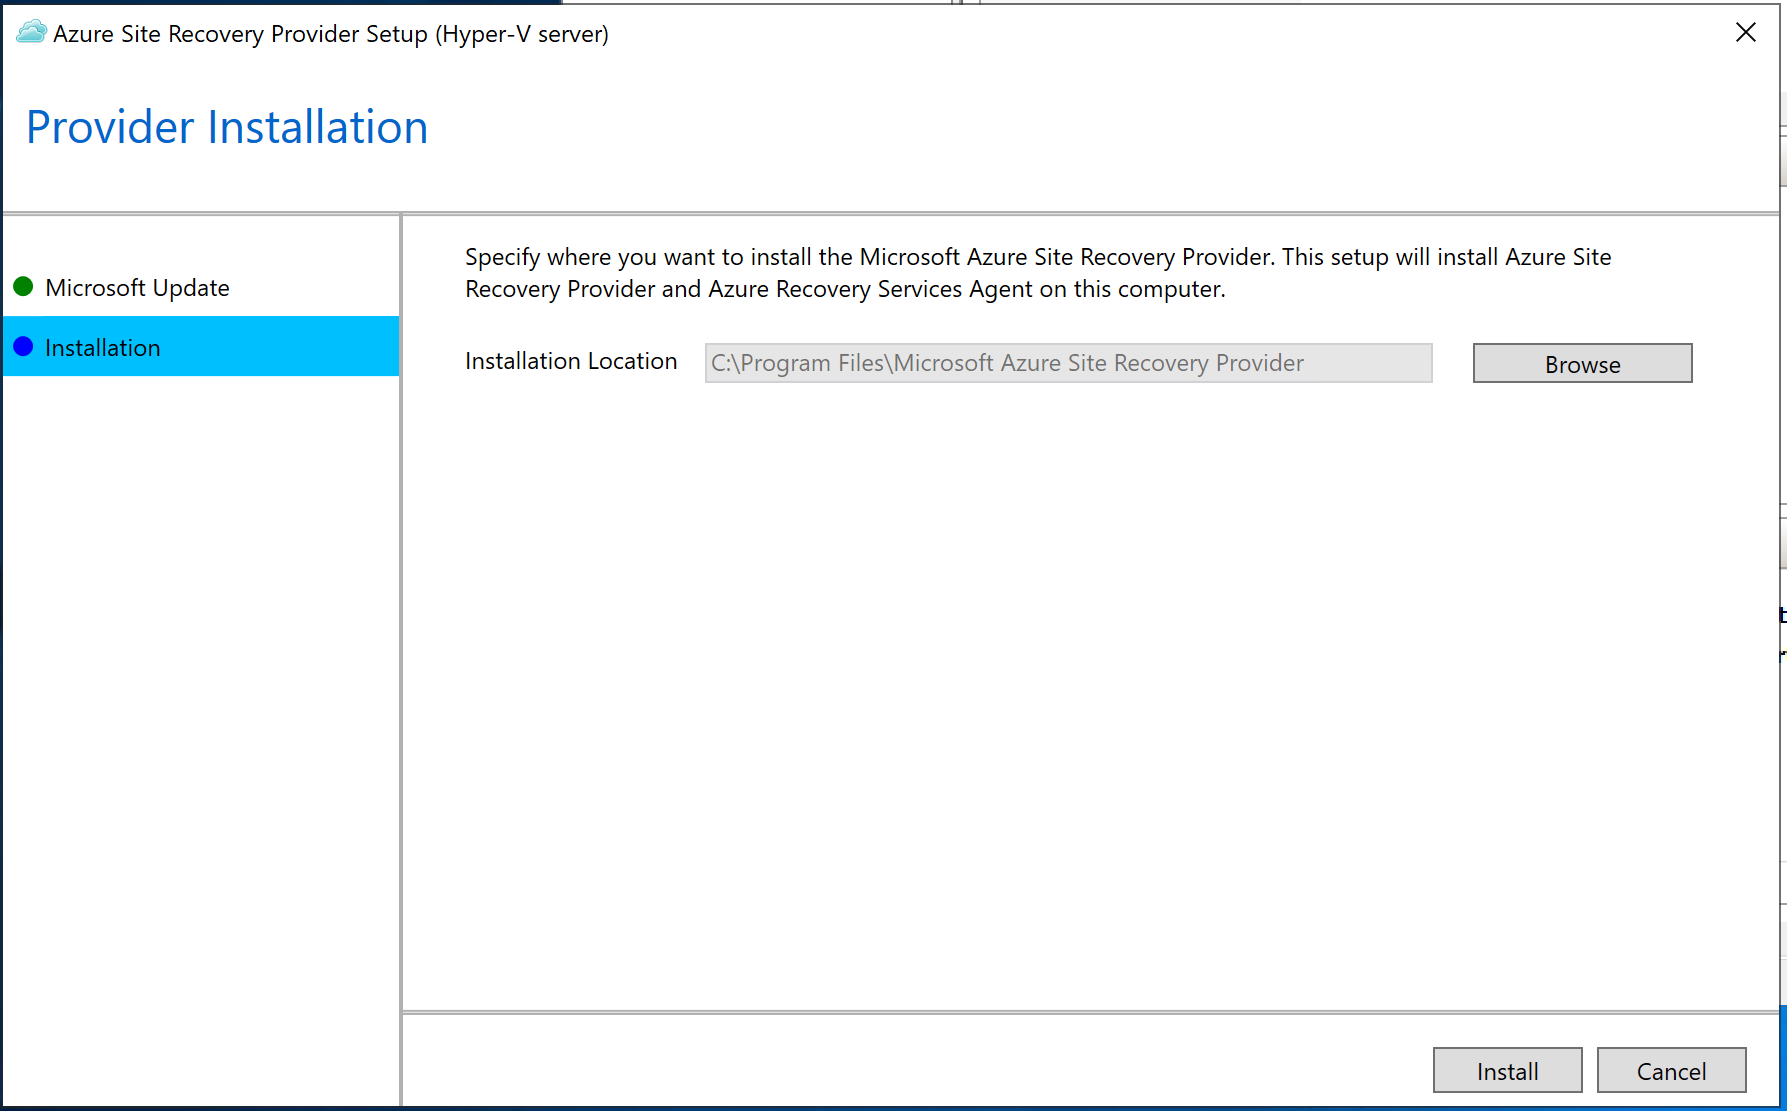 Azure Site Recovery Provider Setup (Hyper-V server)
Provider Installation
Microsoft Update
Installation
Specify where you want to install the Microsoft Azure Site Recovery Provider. This setup will install Azure Site
Recovery Provider and Azure Recovery Services Agent on this computer.
Installation Location
C:\Program Files\Microsoft Azure Site Recovery Provider
Browse
Install
Cancel